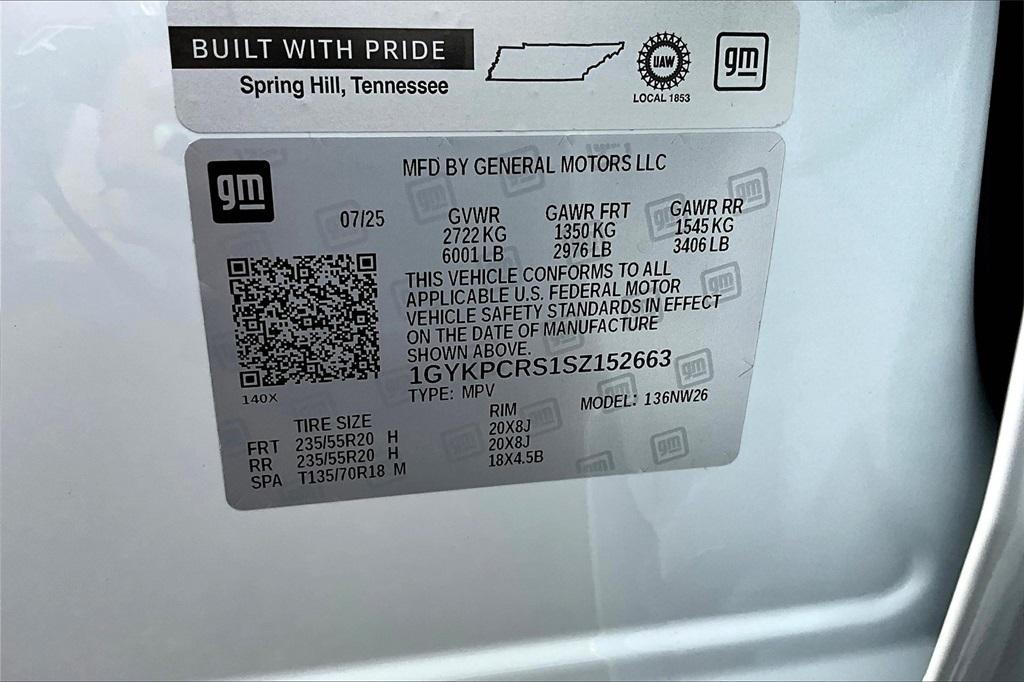 BUILT WITH PRIDE
Spring Hill, Tennessee
UAW
LOCAL 1853
gm
gm
MFD BY GENERAL MOTORS LLC
07/25
GVWR GAWR FRT GAWR RR
2722 KG 1350 KG 1545 KG
6001 LB 2976 LB 3406 LB
THIS VEHICLE CONFORMS TO ALL
APPLICABLE U.S. FEDERAL MOTOR
VEHICLE SAFETY STANDARDS IN EFFECT
ON THE DATE OF MANUFACTURE
SHOWN ABOVE.
1GYKPCRS1SZ152663
TYPE: MPV MODEL: 136NW26
140X
TIRE SIZE RIM
FRT 235/55R20 H 20X8J
RR 235/55R20 H 20X8J
SPA T135/70R18 M 18X4.5B